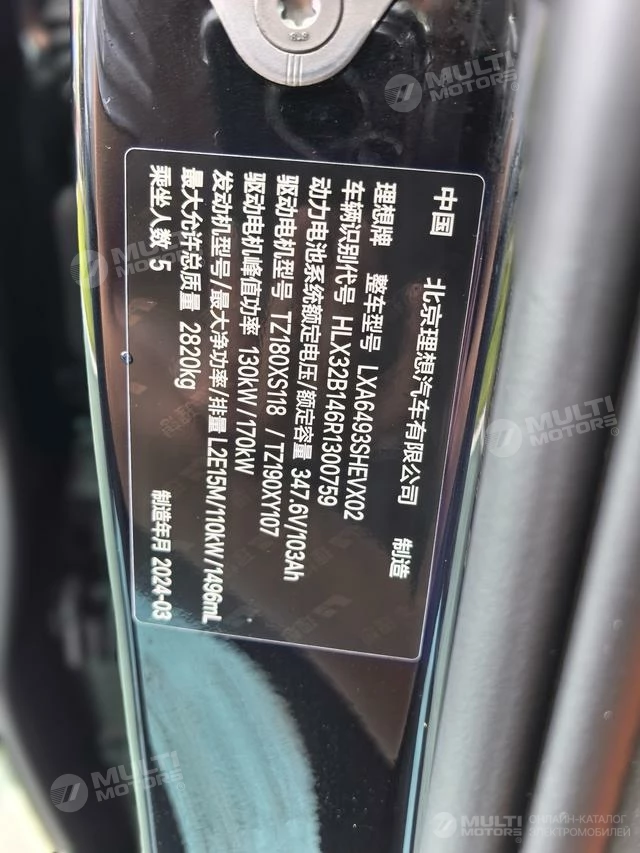 中国 北京理想汽车有限公司 制造
理想牌 整车型号 LXA6493SHEVX02
车辆识别代号 HLX32B146R1300759
动力电池系统额定电压/额定容量 347.6V/103Ah
驱动电机型号 TZ180XS118 /TZ190XY107
驱动电机峰值功率 130kW/170kW
发动机型号/最大净功率/排量 L2E15M/110kW/1496mL
最大允许总质量 2820kg
乘坐人数 5 制造年月 2024-03
MULTI MOTORS
MULTI MOTORS
MULTI MOTORS
MULTI MOTORS
MULTI MOTORS ОНЛАЙН-КАТАЛОГ
ЭЛЕКТРОМОБИЛЕЙ